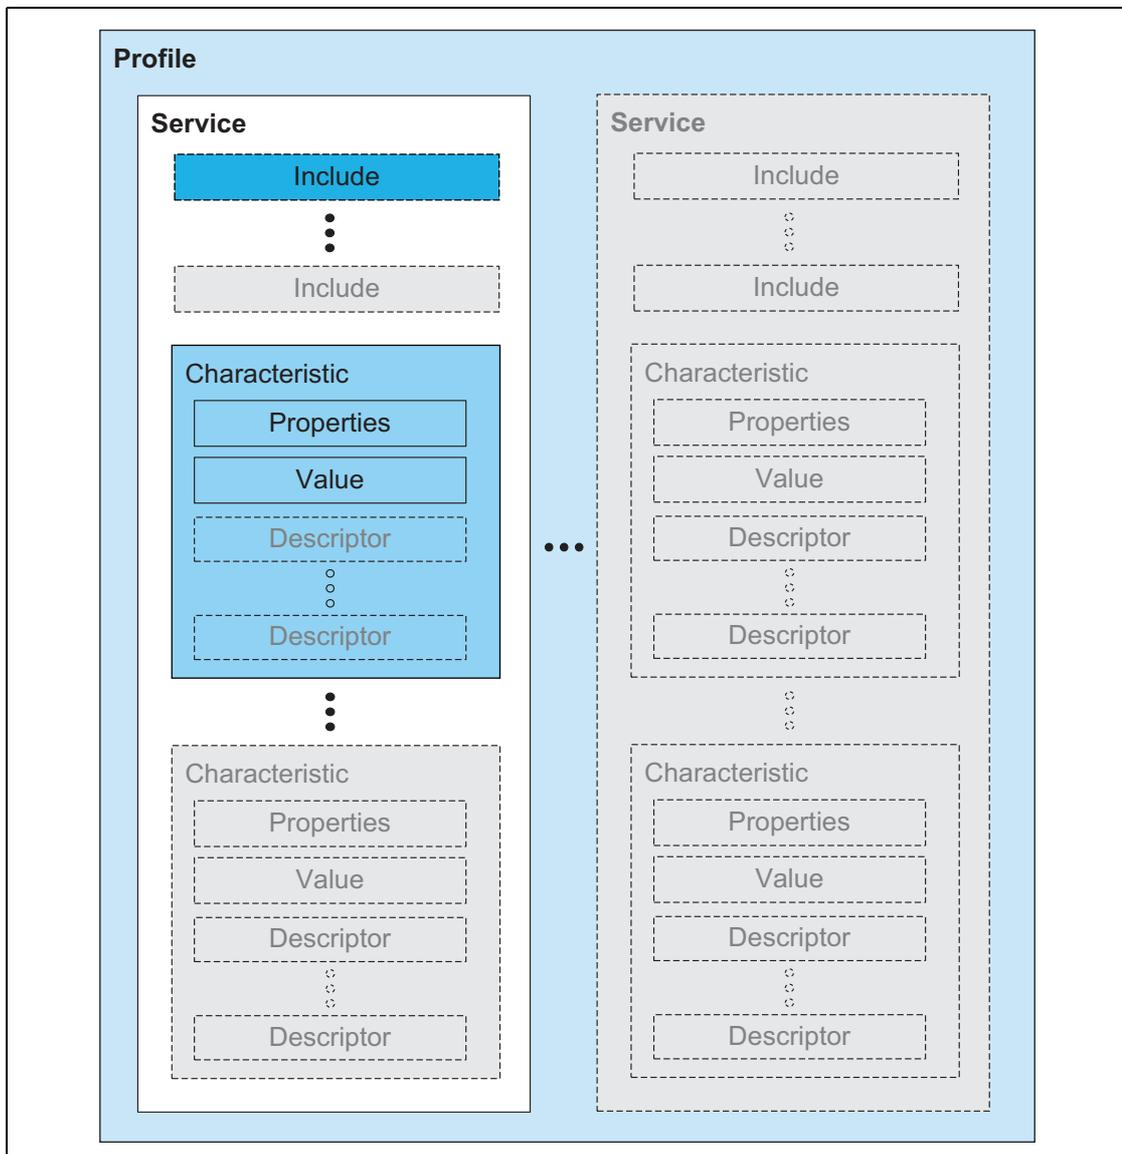 Profile
Service
Include
Include
Characteristic
Properties
Value
Descriptor
Descriptor
Characteristic
Properties
Value
Descriptor
Descriptor
Service
Include
Include
Characteristic
Properties
Value
Descriptor
Descriptor
Characteristic
Properties
Value
Descriptor
Descriptor